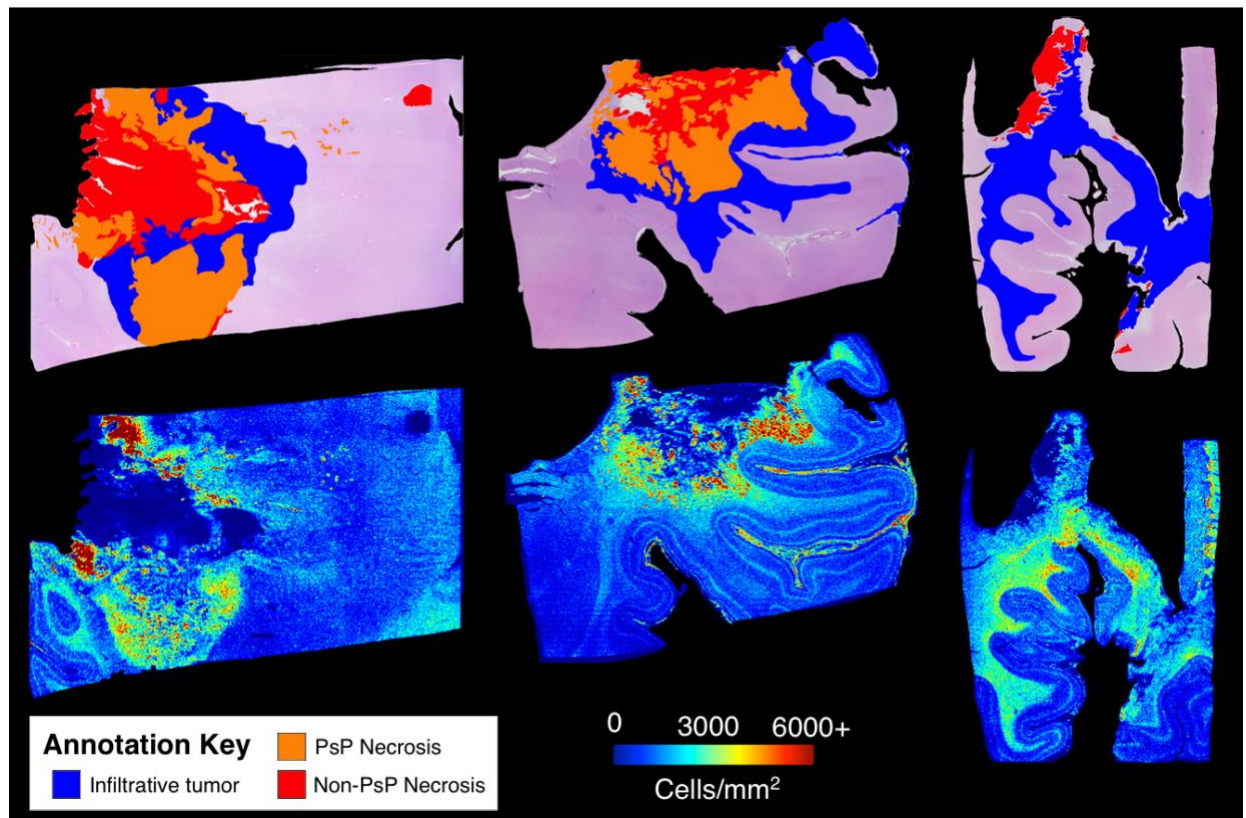 Annotation Key
PsP Necrosis
Infiltrative tumor
Non-PsP Necrosis
0 3000 6000+
Cells/mm²